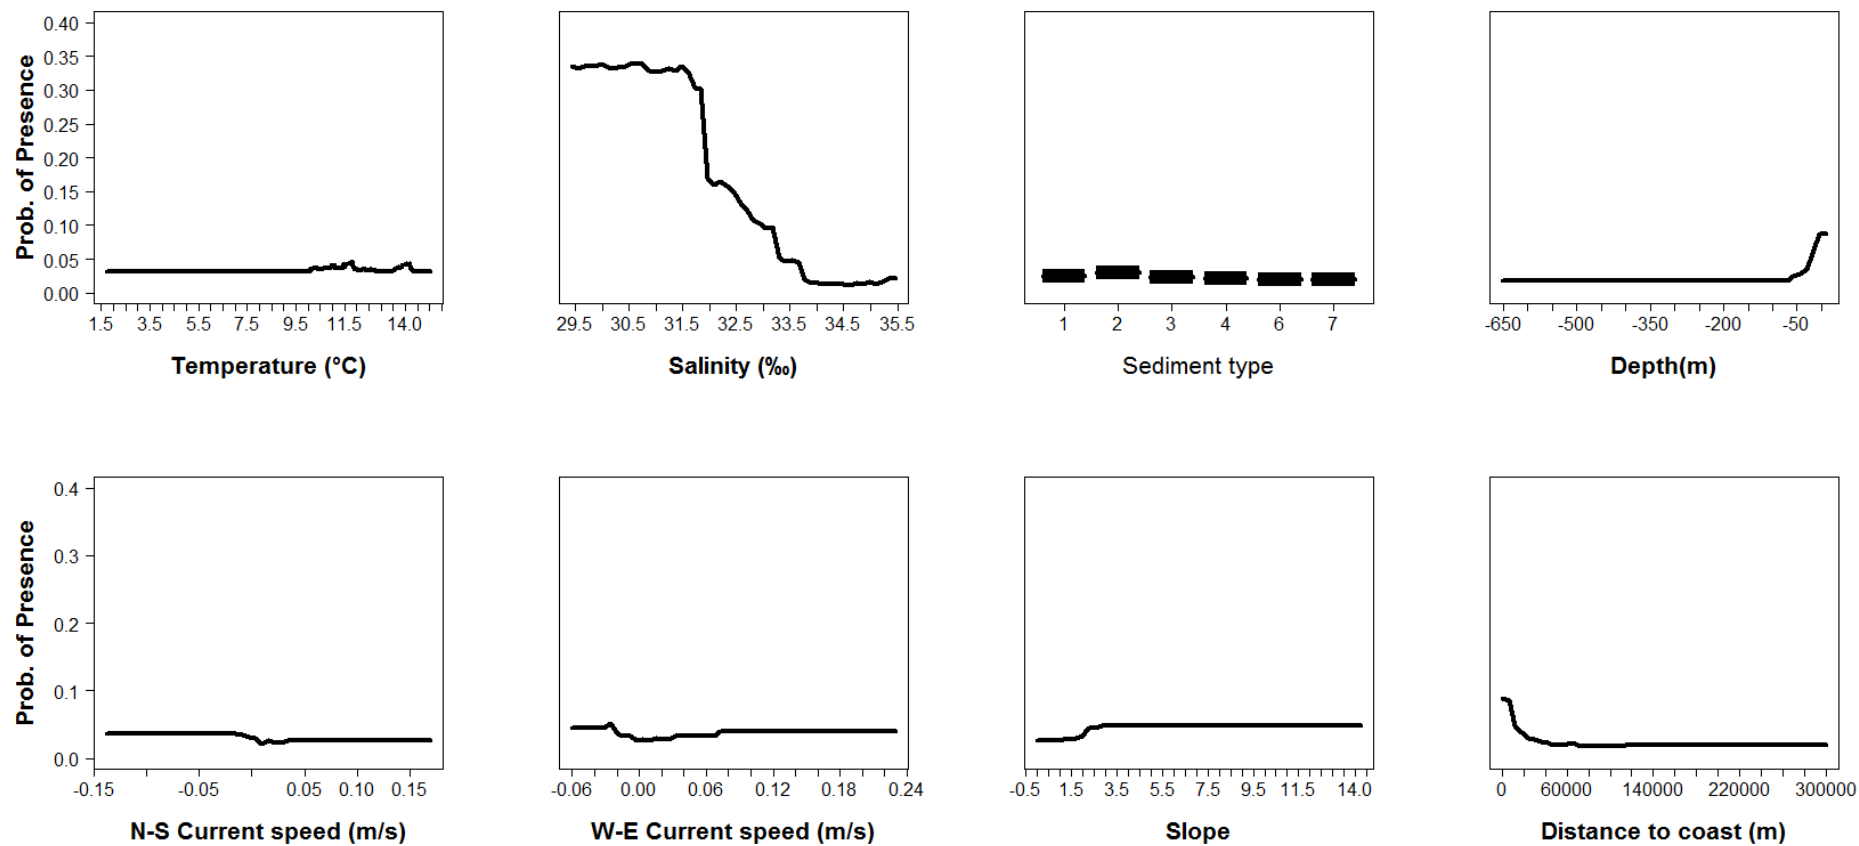 Prob. of Presence
0.40
0.35
0.30
0.25
0.20
0.15
0.10
0.05
0.00
1.5 3.5 5.5 7.5 9.5 11.5 14.0
Temperature (°C)
29.5 30.5 31.5 32.5 33.5 34.5 35.5
Salinity (‰)
1 2 3 4 6 7
Sediment type
-650 -500 -350 -200 -50
Depth(m)
Prob. of Presence
0.4
0.3
0.2
0.1
0.0
-0.15 -0.05 0.05 0.10 0.15
N-S Current speed (m/s)
-0.06 0.00 0.06 0.12 0.18 0.24
W-E Current speed (m/s)
-0.5 1.5 3.5 5.5 7.5 9.5 11.5 14.0
Slope
0 60000 140000 220000 300000
Distance to coast (m)